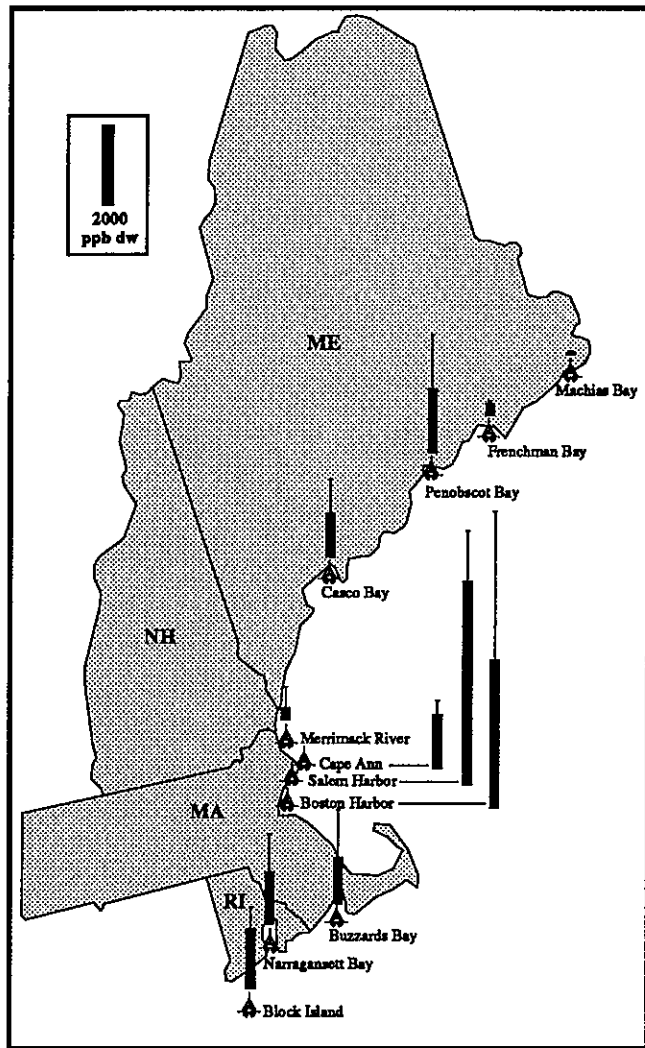 2000
ppb dw
ME
Machias Bay
Frenchman Bay
Penobscot Bay
Casco Bay
NH
Merrimack River
Cape Ann
Salem Harbor
Boston Harbor
MA
RI
Buzzards Bay
Narragansett Bay
Block Island